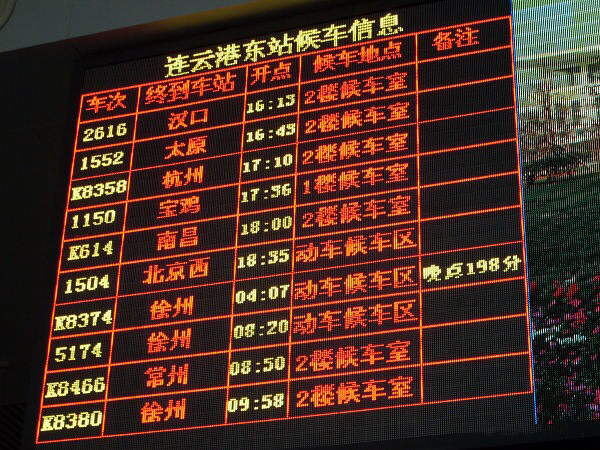 连云港东站候车信息
车次 终到车站 开点 候车地点 备注
2616 汉口 16:13 2楼候车室
1552 太原 16:43 2楼候车室
K8358 杭州 17:10 2楼候车室
1150 宝鸡 17:36 1楼候车室
K614 南昌 18:00 2楼候车室
1504 北京西 18:35 动车候车区
K8374 徐州 04:07 动车候车区 晚点198分
5174 徐州 08:20 动车候车区
K8466 常州 08:50 2楼候车室
K8380 徐州 09:58 2楼候车室